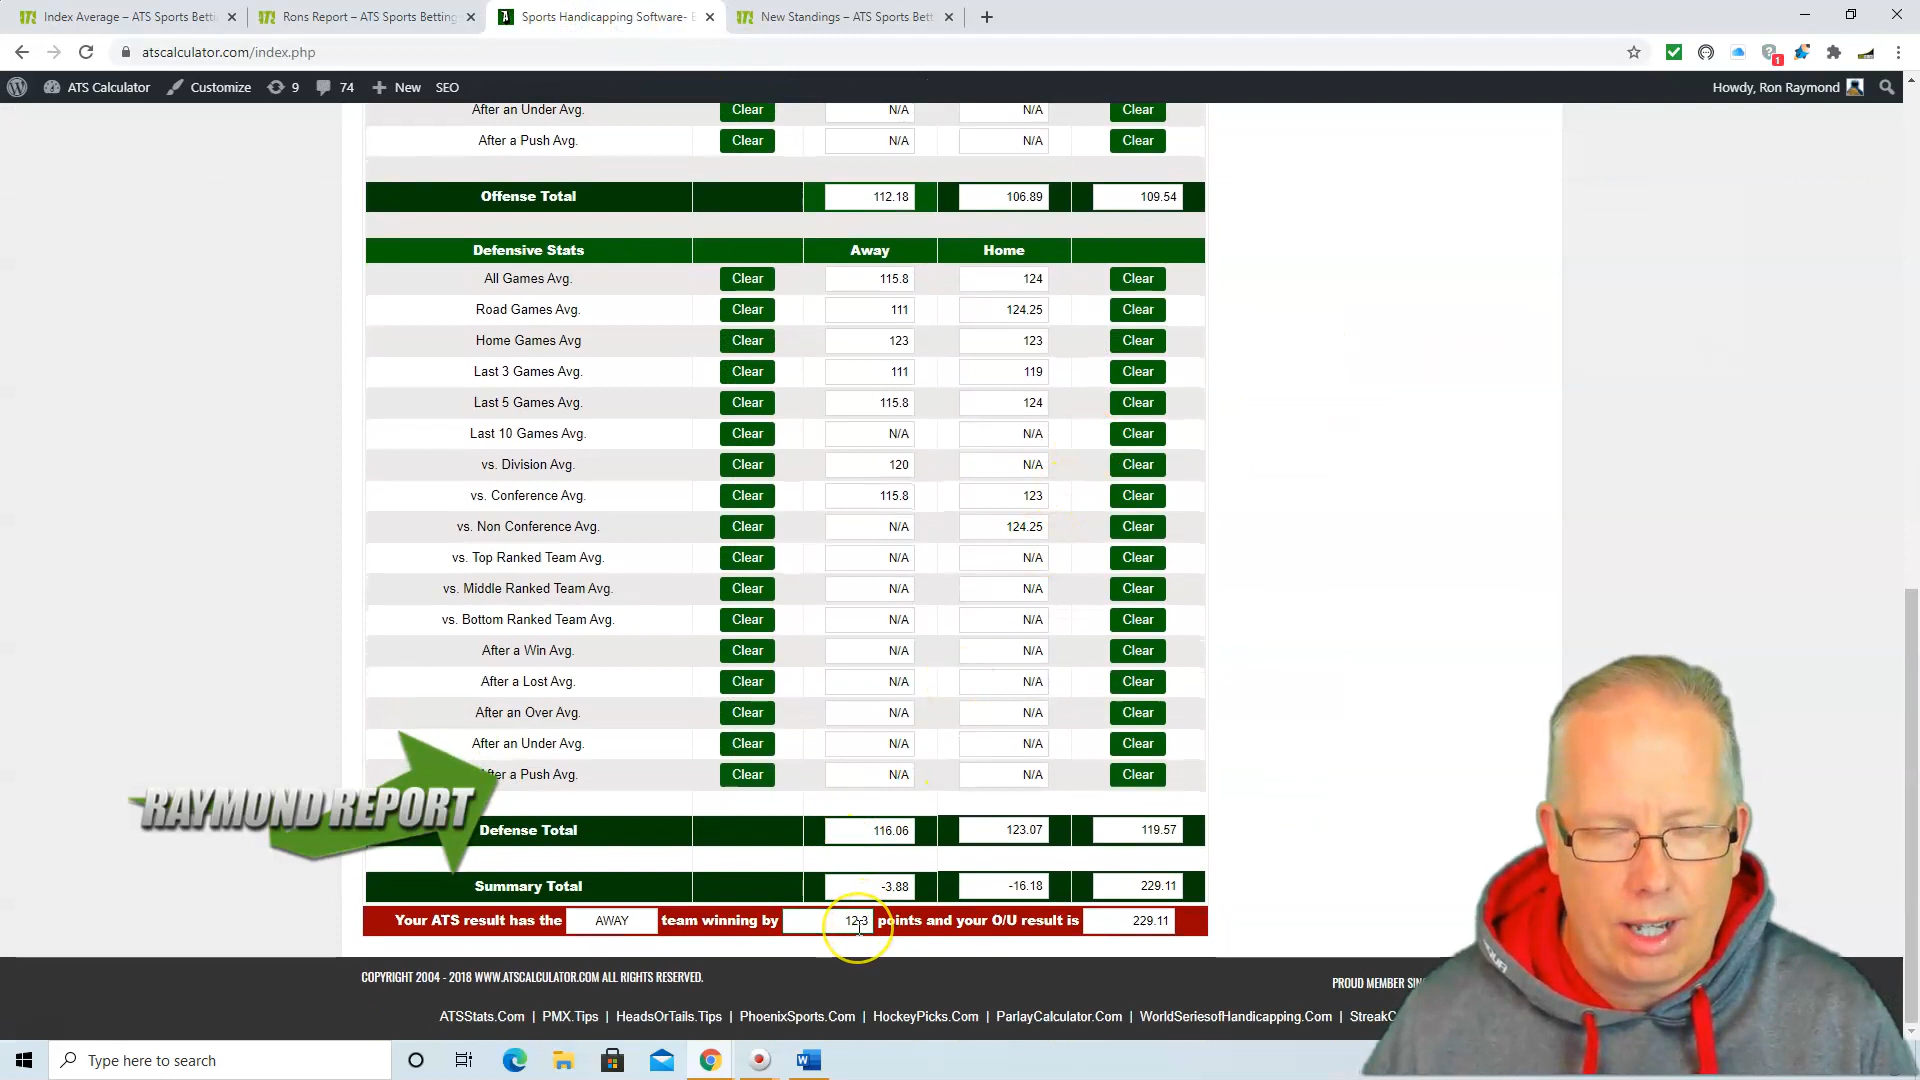 Index Average – ATS Sports Betti
Rons Report – ATS Sports Betting
Sports Handicapping Software- E
New Standings – ATS Sports Bett
atscalculator.com/index.php
ATS Calculator Customize 9 74 New SEO Howdy, Ron Raymond
After an Under Avg. Clear N/A N/A Clear
After a Push Avg. Clear N/A N/A Clear
Offense Total 112.18 106.89 109.54
Defensive Stats Away Home
All Games Avg. Clear 115.8 124 Clear
Road Games Avg. Clear 111 124.25 Clear
Home Games Avg Clear 123 123 Clear
Last 3 Games Avg. Clear 111 119 Clear
Last 5 Games Avg. Clear 115.8 124 Clear
Last 10 Games Avg. Clear N/A N/A Clear
vs. Division Avg. Clear 120 N/A Clear
vs. Conference Avg. Clear 115.8 123 Clear
vs. Non Conference Avg. Clear N/A 124.25 Clear
vs. Top Ranked Team Avg. Clear N/A N/A Clear
vs. Middle Ranked Team Avg. Clear N/A N/A Clear
vs. Bottom Ranked Team Avg. Clear N/A N/A Clear
After a Win Avg. Clear N/A N/A Clear
After a Lost Avg. Clear N/A N/A Clear
After an Over Avg. Clear N/A N/A Clear
After an Under Avg. Clear N/A N/A Clear
After a Push Avg. Clear N/A N/A Clear
RAYMOND REPORT
Defense Total 116.06 123.07 119.57
Summary Total -3.88 -16.18 229.11
Your ATS result has the AWAY team winning by 12.3 points and your O/U result is 229.11
COPYRIGHT 2004 - 2018 WWW.ATSCALCULATOR.COM ALL RIGHTS RESERVED.
PROUD MEMBER SIN
ATSStats.Com | PMX.Tips | HeadsOrTails.Tips | PhoenixSports.Com | HockeyPicks.Com | ParlayCalculator.Com | WorldSeriesofHandicapping.Com | StreakC
Type here to search